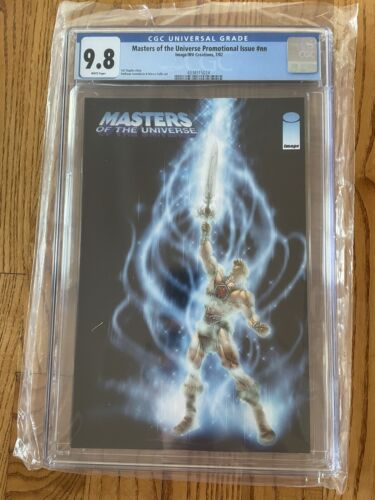 CGC UNIVERSAL GRADE
9.8
WHITE Pages
Masters of the Universe Promotional Issue #nn
Image/MV Creations, 7/02
4338115024
MASTERS
OF THE UNIVERSE
image